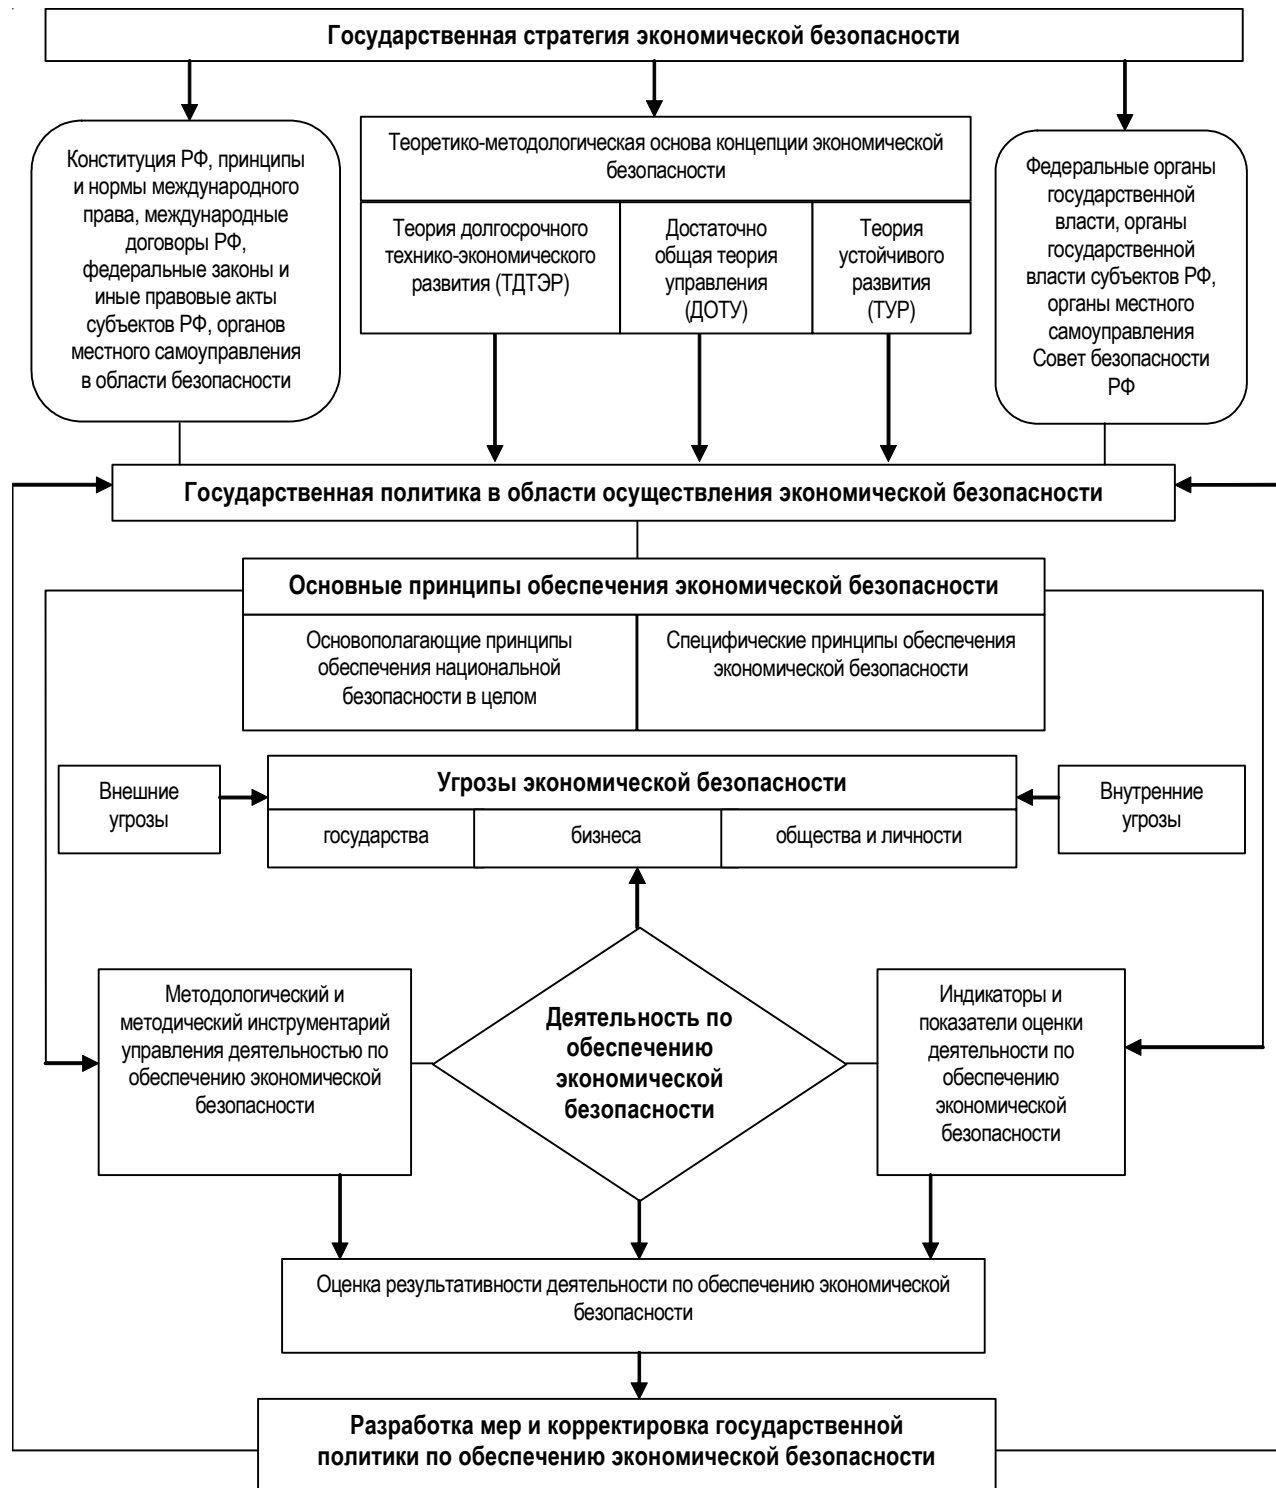 Государственная стратегия экономической безопасности
Конституция РФ, принципы
и нормы международного
права, международные
договоры РФ,
федеральные законы и
иные правовые акты
субъектов РФ, органов
местного самоуправления
в области безопасности
Теоретико-методологическая основа концепции экономической
безопасности
Теория долгосрочного
технико-экономического
развития (ТДТЭР)
Достаточно
общая теория
управления
(ДОТУ)
Теория
устойчивого
развития
(ТУР)
Федеральные органы
государственной
власти, органы
государственной
власти субъектов РФ,
органы местного
самоуправления
Совет безопасности
РФ
Государственная политика в области осуществления экономической безопасности
Основные принципы обеспечения экономической безопасности
Основополагающие принципы
обеспечения национальной
безопасности в целом
Специфические принципы обеспечения
экономической безопасности
Внешние
угрозы
Угрозы экономической безопасности
государства
бизнеса
общества и личности
Внутренние
угрозы
Методологический и
методический инструментарий
управления деятельностью по
обеспечению экономической
безопасности
Деятельность по
обеспечению
экономической
безопасности
Индикаторы и
показатели оценки
деятельности по
обеспечению
экономической
безопасности
Оценка результативности деятельности по обеспечению экономической
безопасности
Разработка мер и корректировка государственной
политики по обеспечению экономической безопасности